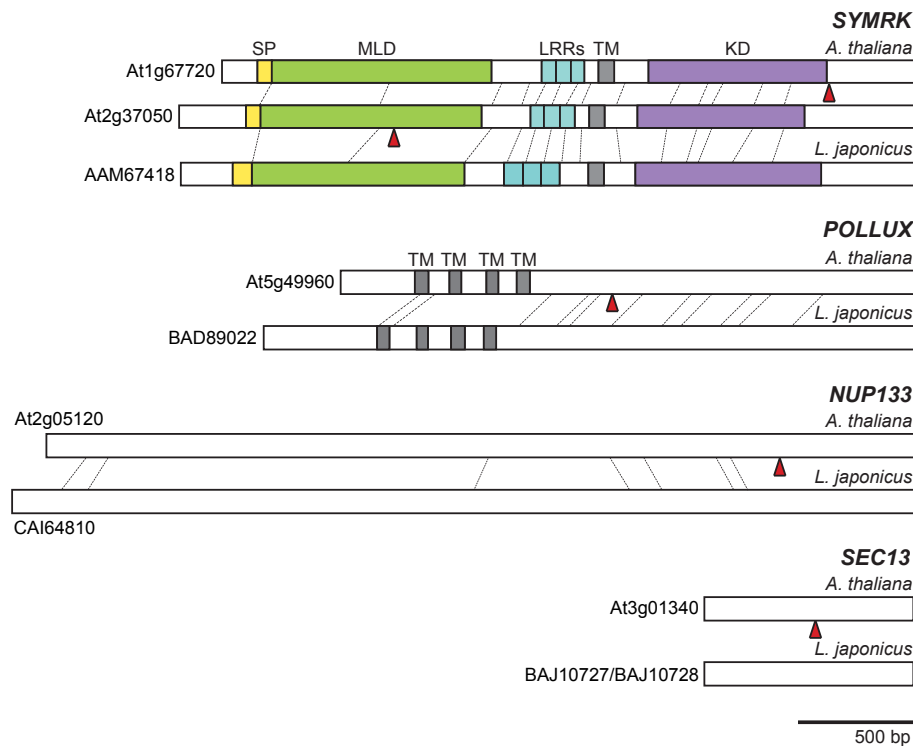 SYMRK
A. thaliana
SP MLD LRRs TM KD
At1g67720
At2g37050
L. japonicus
AAM67418
POLLUX
A. thaliana
TM TM TM TM
At5g49960
L. japonicus
BAD89022
NUP133
At2g05120
A. thaliana
L. japonicus
CAI64810
SEC13
A. thaliana
At3g01340
L. japonicus
BAJ10727/BAJ10728
500 bp